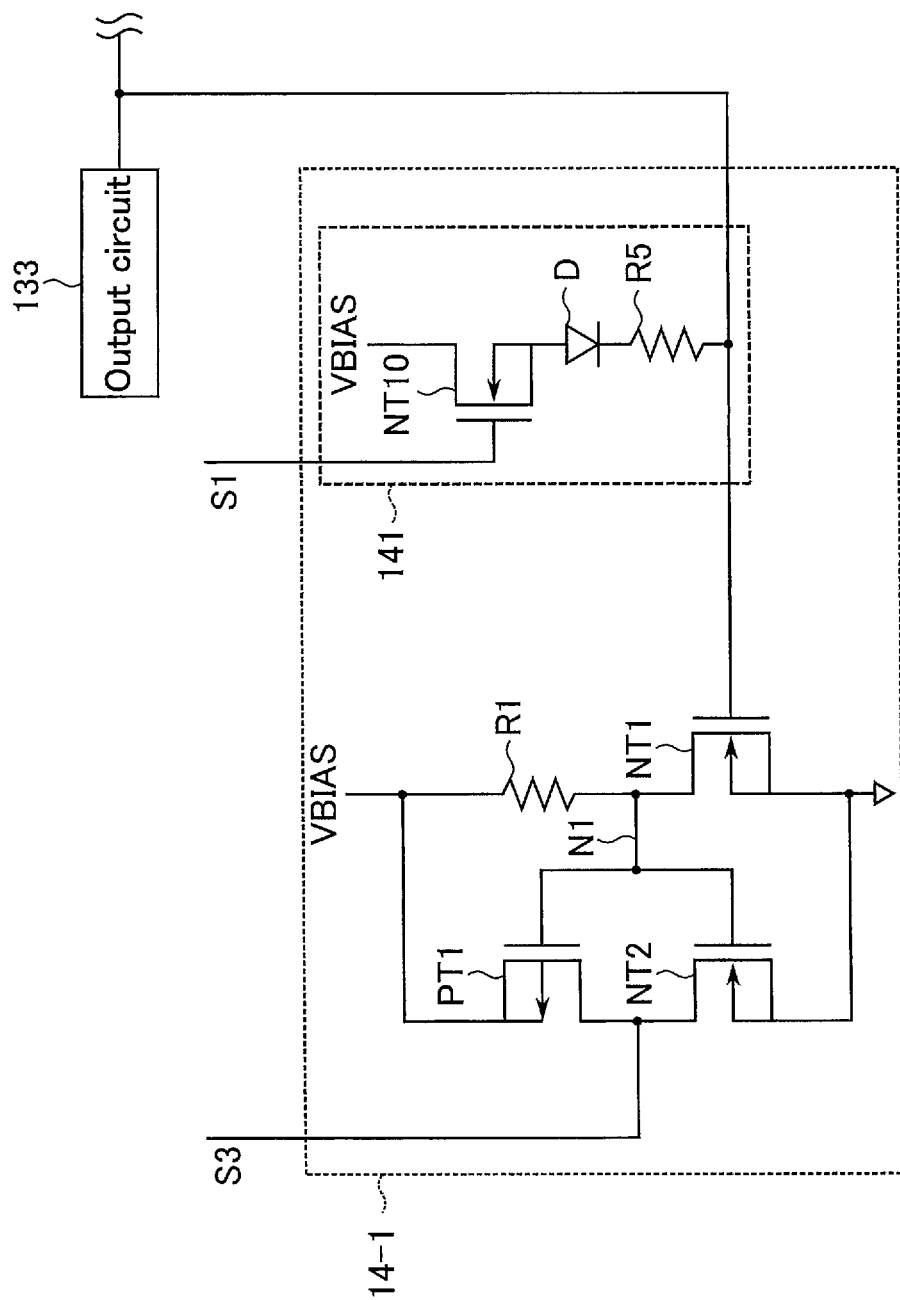 133
Output circuit
S1
VBIAS
NT10
D
R5
141
VBIAS
R1
N1
NT1
PT1
NT2
S3
14-1